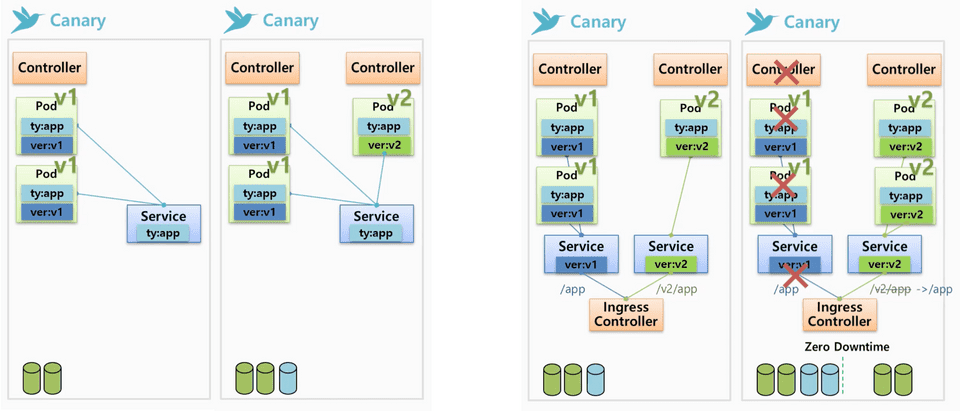 Canary
Controller
Pod
v1
ty:app
ver:v1
Pod
v1
ty:app
ver:v1
Service
ty:app
Canary
Controller
Controller
Pod
v1
ty:app
ver:v1
Pod
v2
ty:app
ver:v2
Pod
v1
ty:app
ver:v1
Service
ty:app
Canary
Controller
Controller
Pod
v1
ty:app
ver:v1
Pod
v2
ty:app
ver:v2
Pod
v1
ty:app
ver:v1
Service
ver:v1
Service
ver:v2
/app
/v2/app
Ingress
Controller
Canary
Controller
Controller
Pod
v1
ty:app
ver:v1
Pod
v2
ty:app
ver:v2
Pod
v1
ty:app
ver:v1
Pod
v2
ty:app
ver:v2
Service
ver:v1
Service
ver:v2
/app
/v2/app ->/app
Ingress
Controller
Zero Downtime